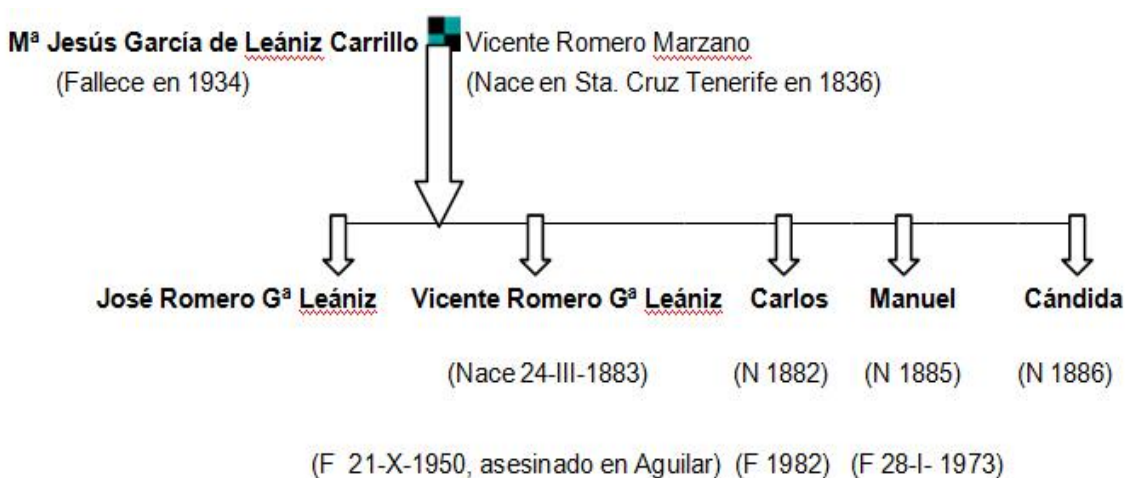 Mª Jesús García de Leániz Carrillo Vicente Romero Marzano
(Fallece en 1934) (Nace en Sta. Cruz Tenerife en 1836)
José Romero Gª Leániz Vicente Romero Gª Leániz Carlos Manuel Cándida
(Nace 24-III-1883) (N 1882) (N 1885) (N 1886)
(F 21-X-1950, asesinado en Aguilar) (F 1982) (F 28-I- 1973)